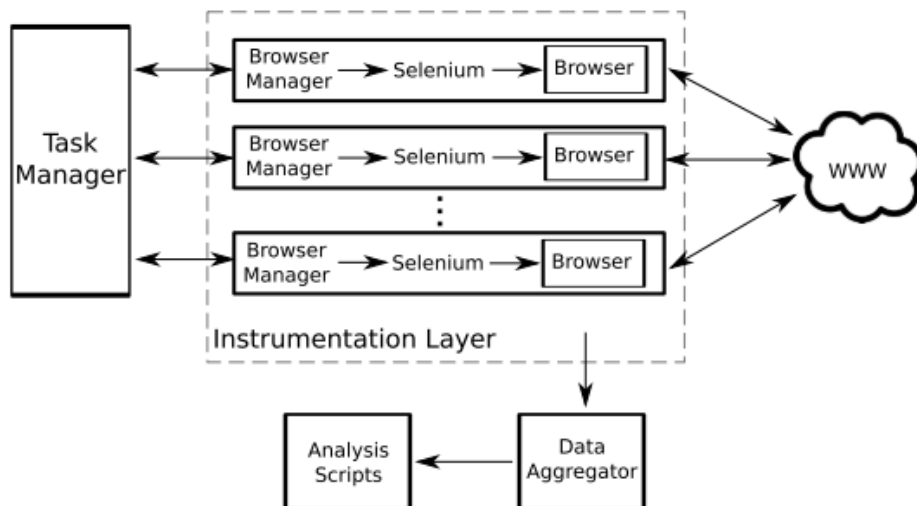 Task
Manager
Browser
Manager
Selenium
Browser
Browser
Manager
Selenium
Browser
Browser
Manager
Selenium
Browser
Instrumentation Layer
www
Analysis
Scripts
Data
Aggregator